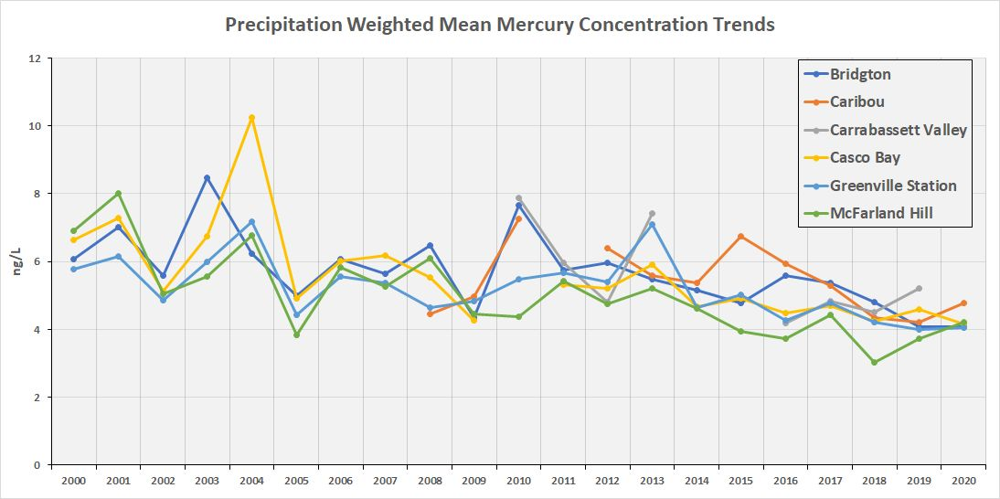 Precipitation Weighted Mean Mercury Concentration Trends
12
10
8
6
4
2
0
ng/L
Bridgton
Caribou
Carrabassett Valley
Casco Bay
Greenville Station
McFarland Hill
2000 2001 2002 2003 2004 2005 2006 2007 2008 2009 2010 2011 2012 2013 2014 2015 2016 2017 2018 2019 2020